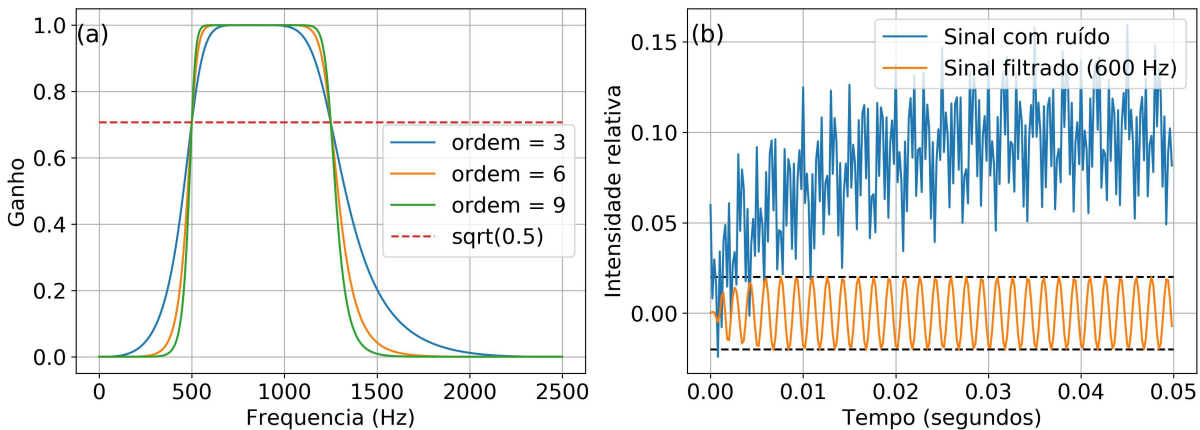 (a)
1.0
0.8
0.6
0.4
0.2
0.0
Ganho
ordem = 3
ordem = 6
ordem = 9
sqrt(0.5)
0
500
1000
1500
2000
2500
Frequencia (Hz)
(b)
0.15
0.10
0.05
0.00
Intensidade relativa
Sinal com ruído
Sinal filtrado (600 Hz)
0.00
0.01
0.02
0.03
0.04
0.05
Tempo (segundos)